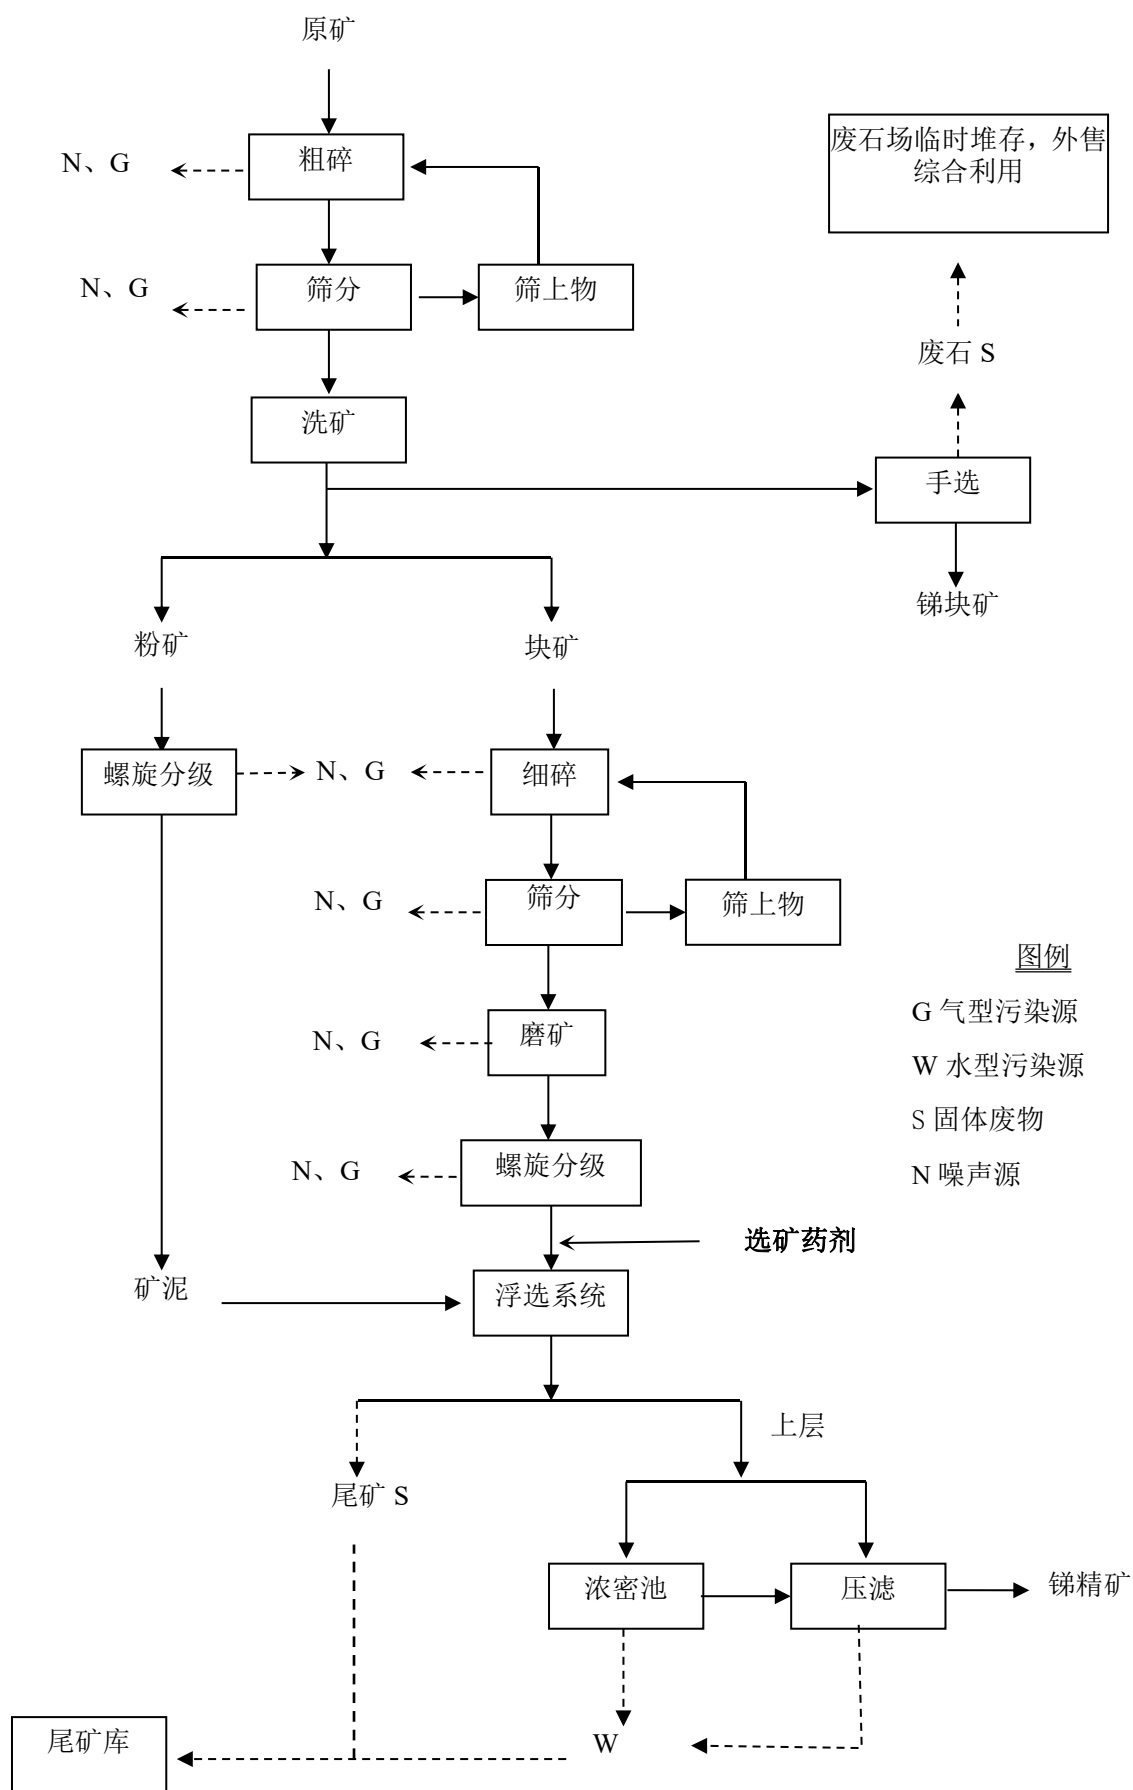 原矿
废石场临时堆存，外售
综合利用
N、G
粗碎
N、G
筛分
筛上物
废石 S
洗矿
手选
锑块矿
粉矿
块矿
螺旋分级
N、G
细碎
N、G
筛分
筛上物
图例
G 气型污染源
N、G
磨矿
W 水型污染源
S 固体废物
N、G
螺旋分级
N 噪声源
选矿药剂
矿泥
浮选系统
上层
尾矿 S
浓密池
压滤
锑精矿
尾矿库
W